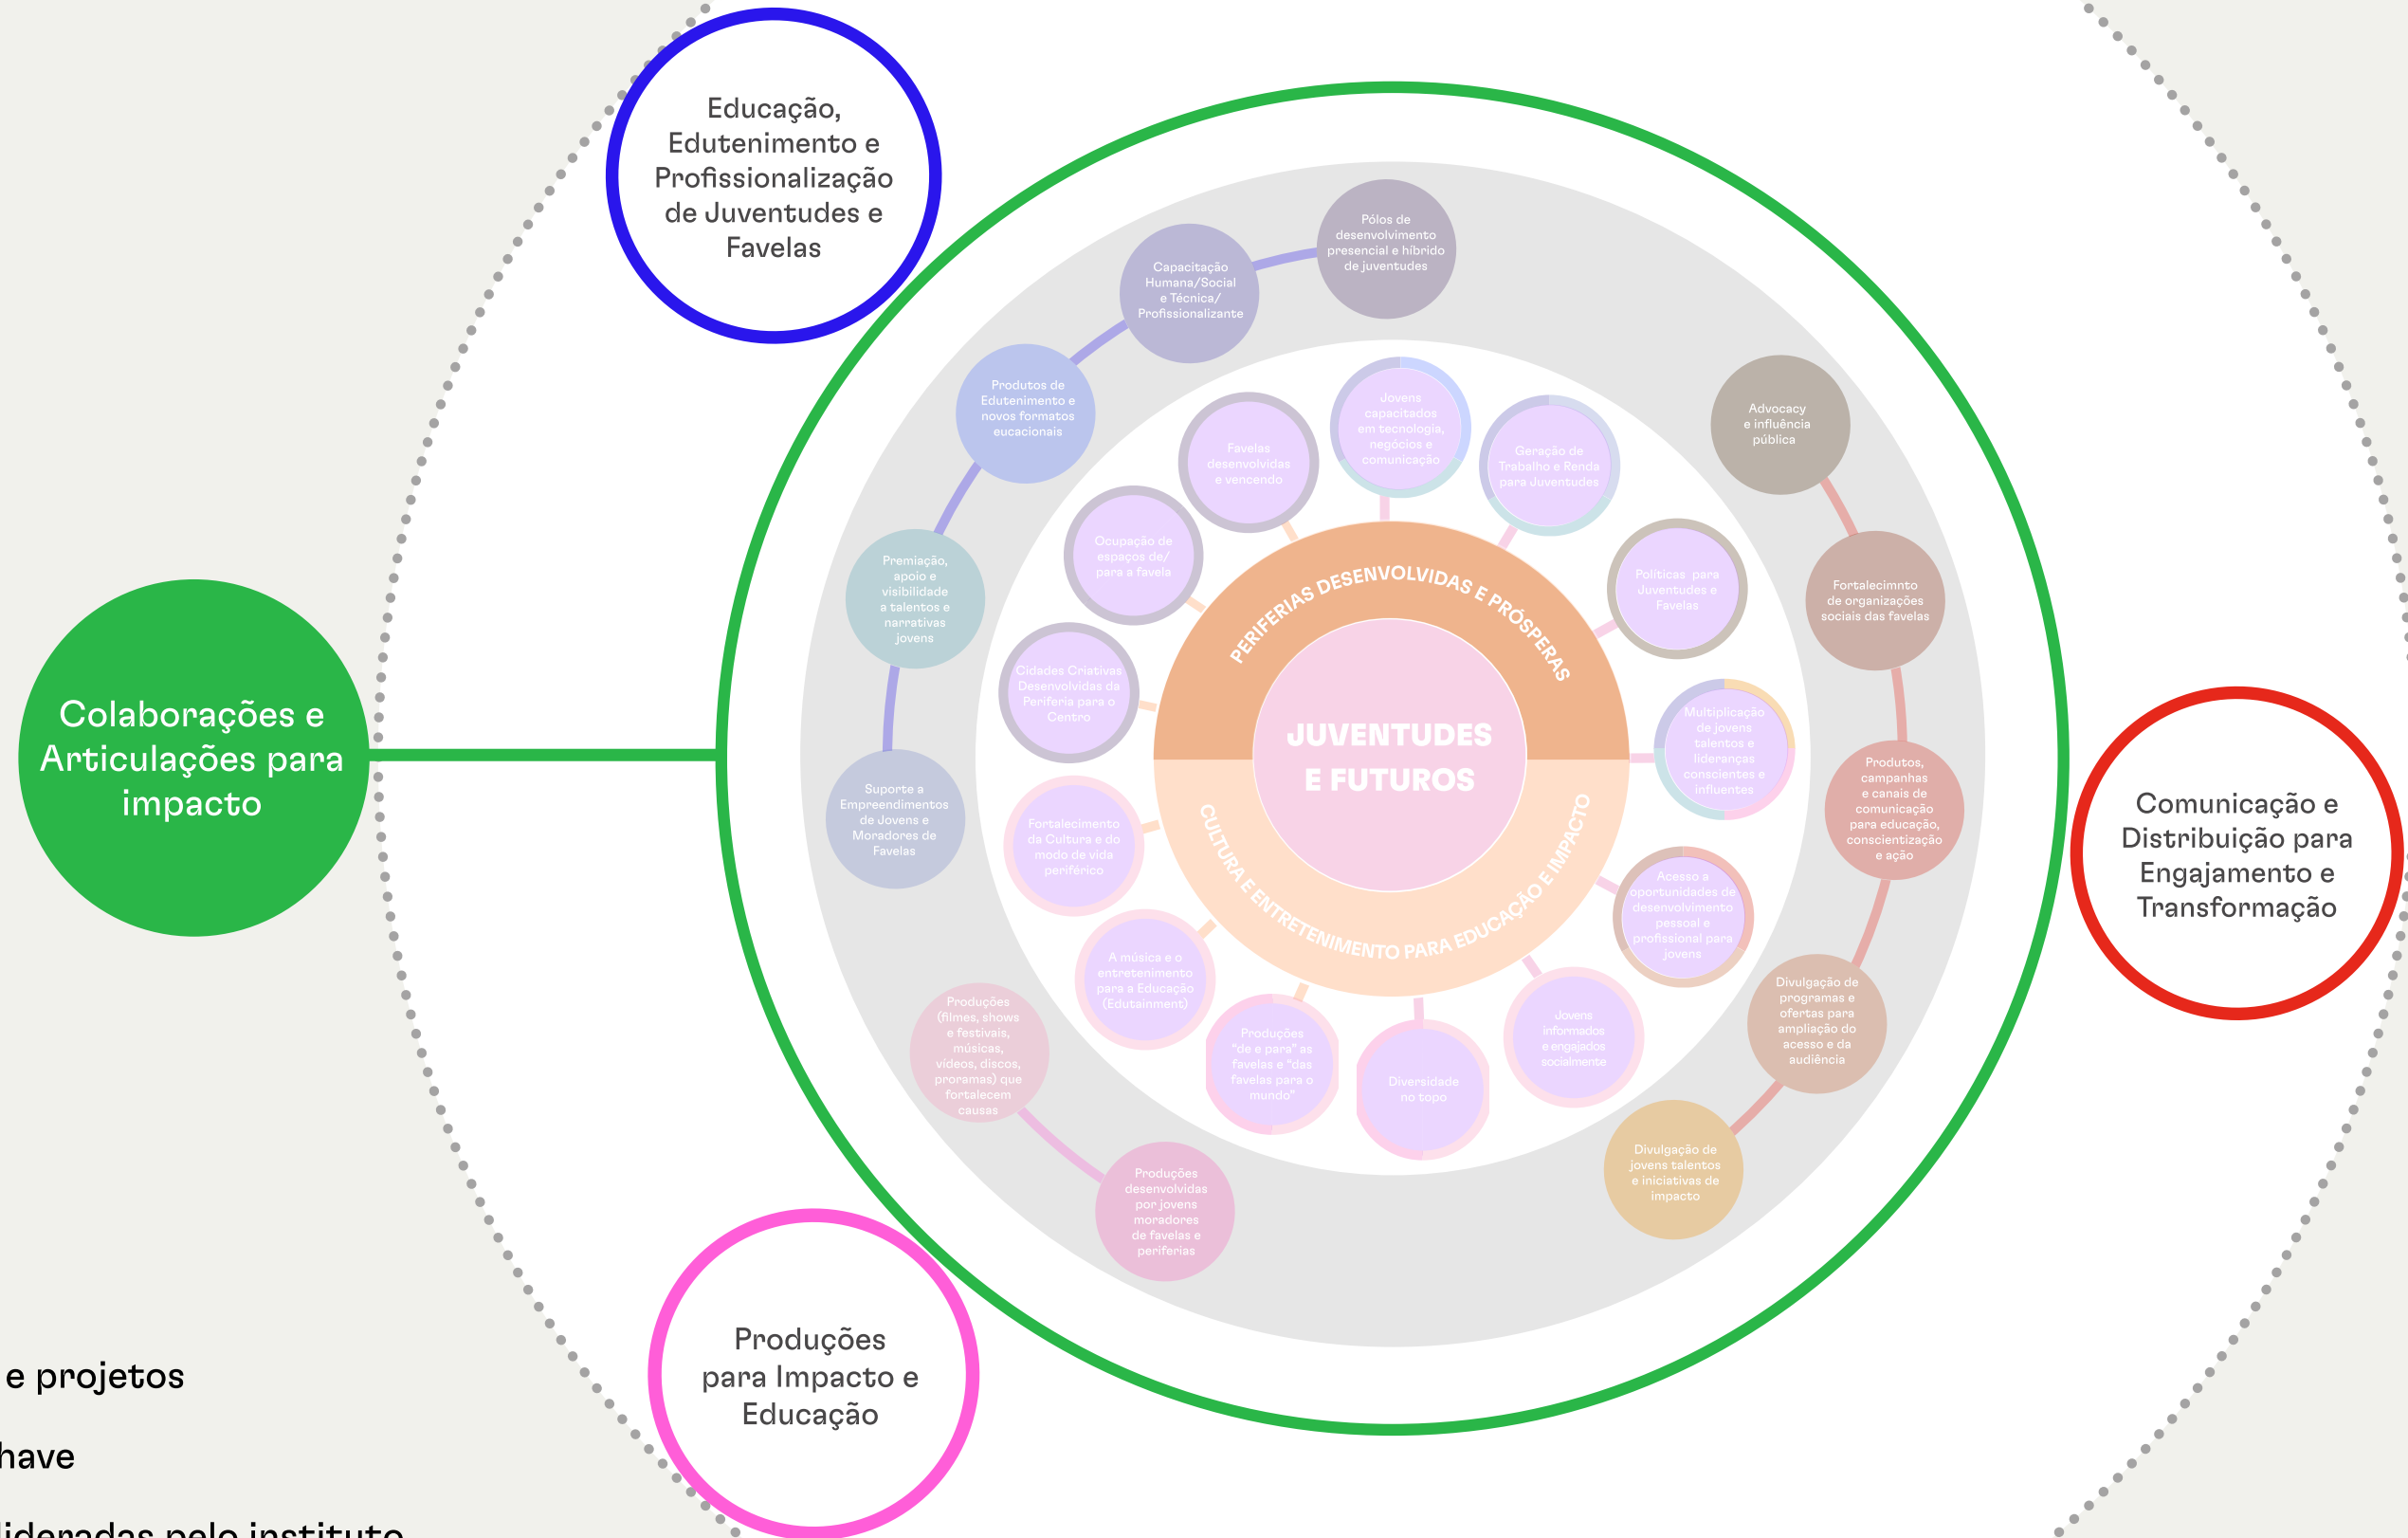 Educação,
Edutenimento e
Profissionalização
de Juventudes e
Favelas
Colaborações e
Articulações para
impacto
Comunicação e
Distribuição para
Engajamento e
Transformação
Produções
para Impacto e
Educação
Pólos de
desenvolvimento
presencial e híbrido
de juventudes
Capacitação
Humana/Social
e Técnica/
Profissionalizante
Produtos de
Edutenimento e
novos formatos
eucacionais
Premiação,
apoio e
visibilidade
a talentos e
narrativas
jovens
Suporte a
Empreendimentos
de Jovens e
Moradores de
Favelas
Produções
(filmes, shows
e festivais,
músicas,
vídeos, discos,
proramas) que
fortalecem
causas
Produções
desenvolvidas
por jovens
moradores
de favelas e
periferias
Advocacy
e influência
pública
Fortalecimnto
de organizações
sociais das favelas
Produtos,
campanhas
e canais de
comunicação
para educação,
conscientização
e ação
Divulgação de
programas e
ofertas para
ampliação do
acesso e da
audiência
Divulgação de
jovens talentos
e iniciativas de
impacto
Jovens
capacitados
em tecnologia,
negócios e
comunicação
Geração de
Trabalho e Renda
para Juventudes
Políticas para
Juventudes e
Favelas
Multiplicação
de jovens
talentos e
lideranças
conscientes e
influentes
Acesso a
oportunidades de
desenvolvimento
pessoal e
profissional para
jovens
Jovens
informados
e engajados
socialmente
Diversidade
no topo
Produções
"de e para" as
favelas e "das
favelas para o
mundo"
A música e o
entretenimento
para a Educação
(Edutainment)
Fortalecimento
da Cultura e do
modo de vida
periférico
Cidades Criativas
Desenvolvidas da
Periferia para o
Centro
Ocupação de
espaços de/
para a favela
Favelas
desenvolvidas
e vencendo
PERIFERIAS DESENVOLVIDAS E PRÓSPERAS
JUVENTUDES
E FUTUROS
CULTURA E ENTRETENIMENTO PARA EDUCAÇÃO E IMPACTO
e projetos
have
lideradas pelo instituto